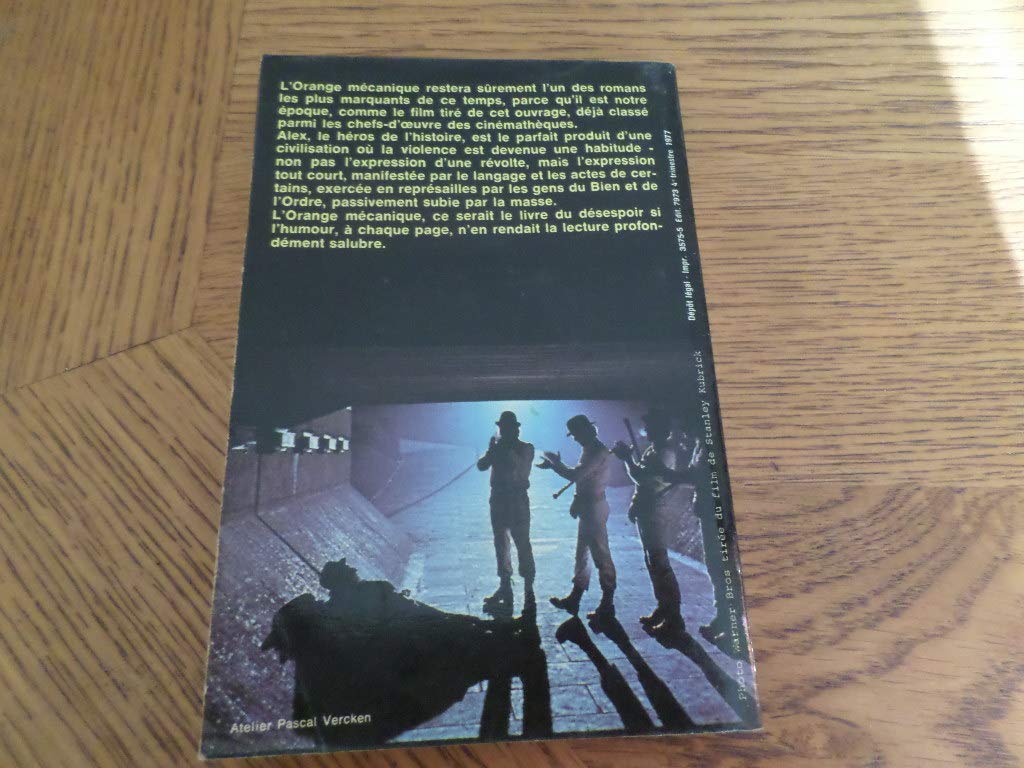 L'Orange mécanique restera sûrement l'un des romans
les plus marquants de ce temps, parce qu'il est notre
époque, comme le film tiré de cet ouvrage, déjà classé
parmi les chefs-d'œuvre des cinémathèques.
Alex, le héros de l'histoire, est le parfait produit d'une
civilisation où la violence est devenue une habitude -
non pas l'expression d'une révolte, mais l'expression
tout court, manifestée par le langage et les actes de cer-
tains, exercée en représailles par les gens du Bien et de
l'Ordre, passivement subie par la masse.
L'Orange mécanique, ce serait le livre du désespoir si
l'humour, à chaque page, n'en rendait la lecture profon-
dément salubre.
Dépôt légal - Impr. 3575-5 Edit. 7973 4e trimestre 1977
Photo Warner Bros tirée du film de Stanley Kubrick
Atelier Pascal Vercken